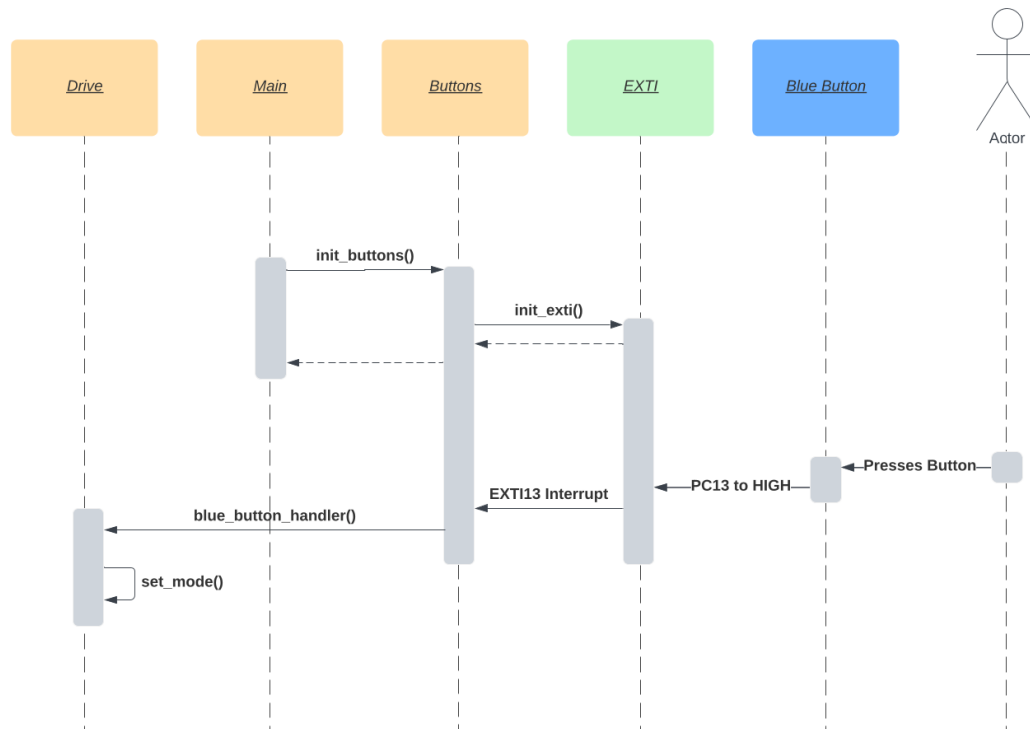 Drive
Main
Buttons
EXTI
Blue Button
Actor
init_buttons()
init_exti()
Presses Button
PC13 to HIGH
EXTI13 Interrupt
blue_button_handler()
set_mode()